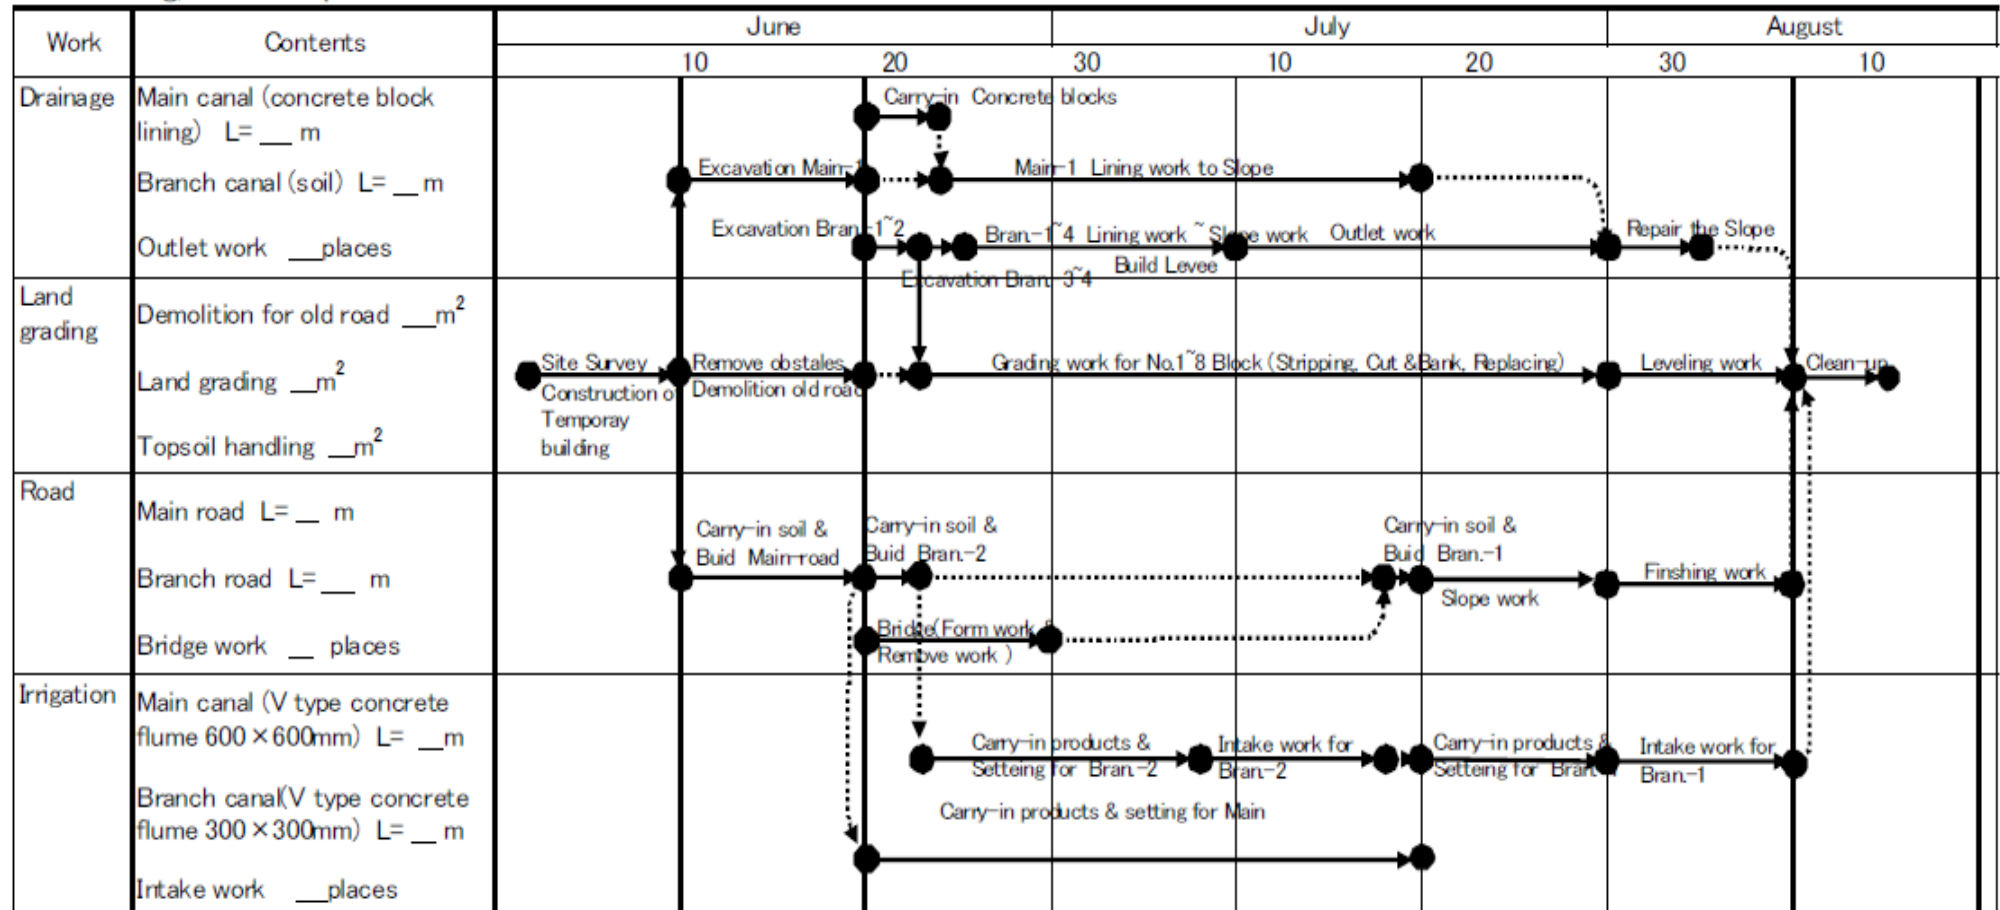 June July August
Work Contents
10 20 30 10 20 30 10
Drainage
Main canal (concrete block
lining) L= __ m
Branch canal (soil) L= __ m
Outlet work __places
Carry-in Concrete blocks
Excavation Main-1
Main-1 Lining work to Slope
Excavation Bran.-1~2
Bran.-1~4 Lining work ~ Slope work
Outlet work
Repair the Slope
Build Levee
Excavation Bran.-3~4
Land
grading
Demolition for old road __m2
Land grading __m2
Topsoil handling __m2
Site Survey
Construction o
Temporay
building
Remove obstales
Demolition old road
Grading work for No.1~8 Block (Stripping, Cut &Bank, Replacing)
Leveling work
Clean-up
Road
Main road L= __ m
Branch road L= __ m
Bridge work __ places
Carry-in soil &
Buid Main-road
Carry-in soil &
Buid Bran.-2
Carry-in soil &
Buid Bran.-1
Slope work
Finshing work
Bridge(Form work &
Remove work )
Irrigation
Main canal (V type concrete
flume 600×600mm) L= __m
Branch canal(V type concrete
flume 300×300mm) L= __ m
Intake work __places
Carry-in products &
Setteing for Bran.-2
Intake work for
Bran.-2
Carry-in products &
Setteing for Bran.
Intake work for
Bran.-1
Carry-in products & setting for Main